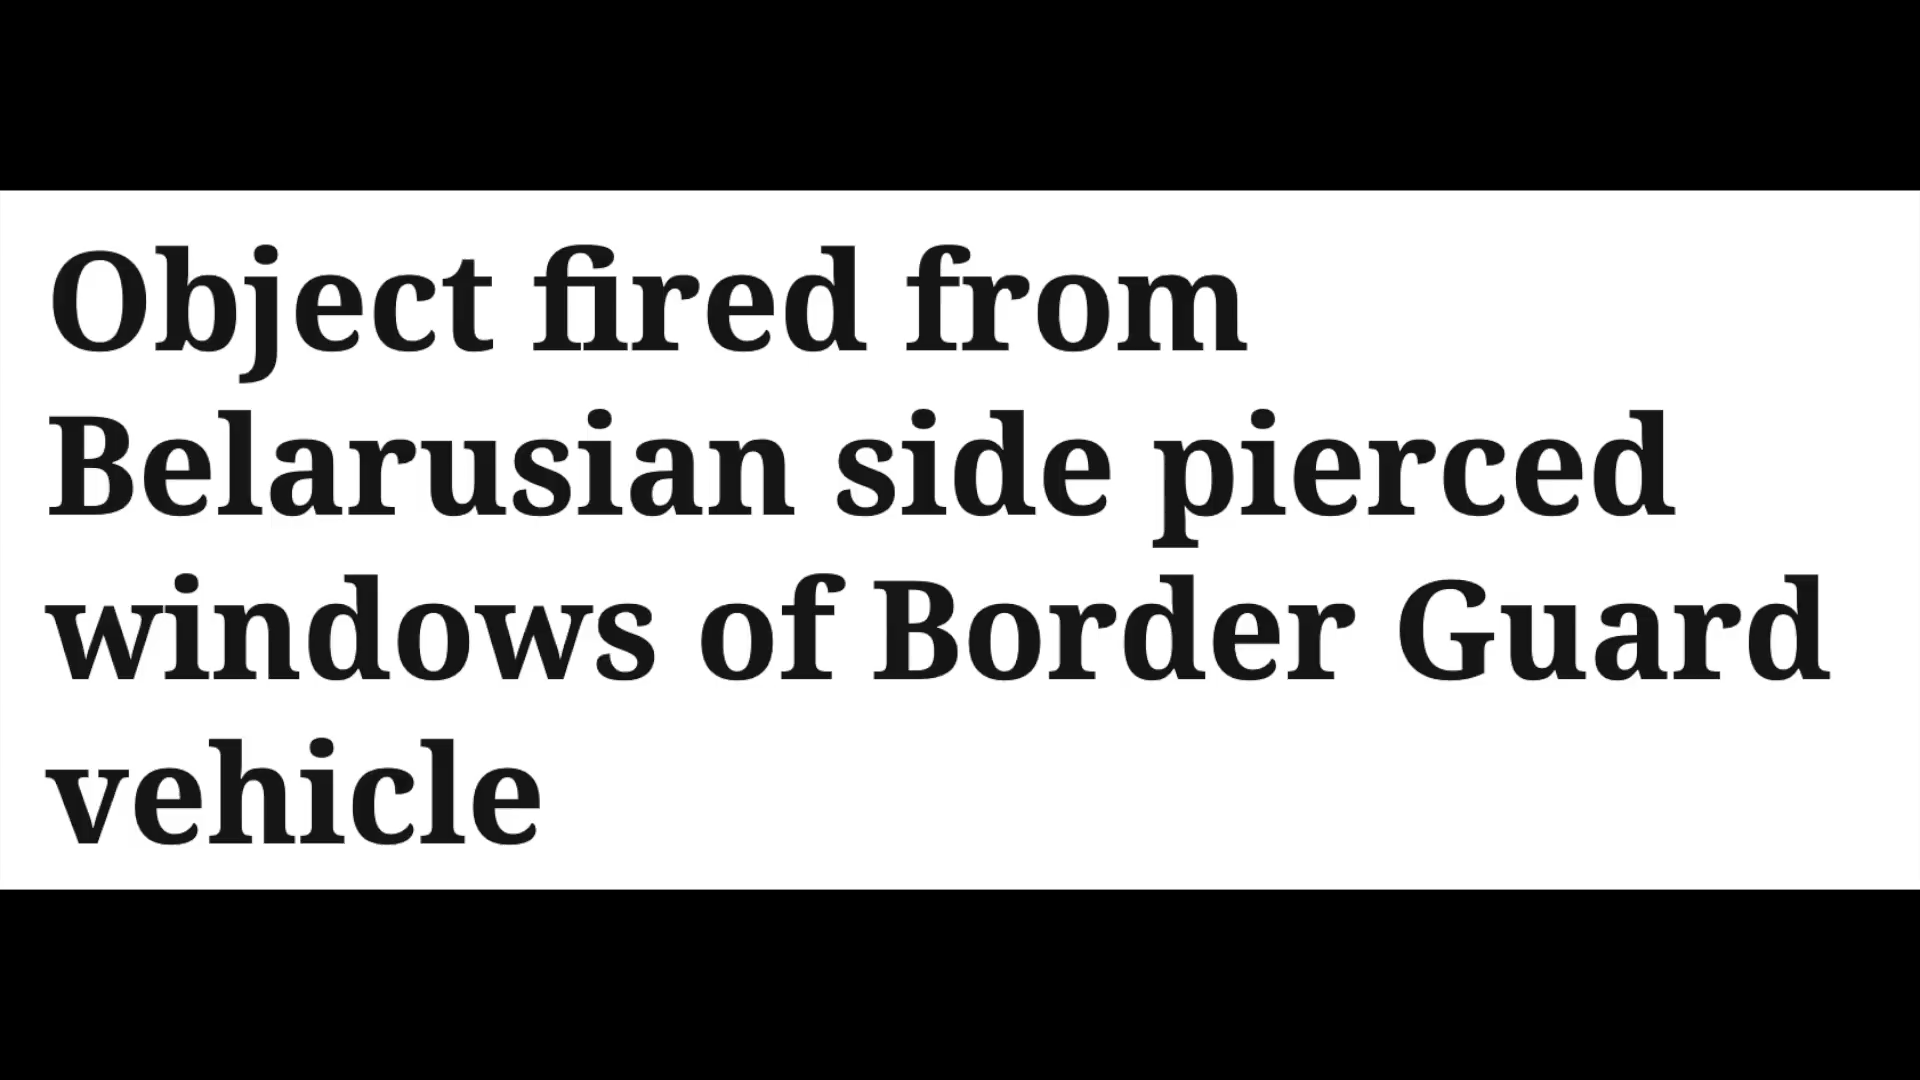 Object fired from
Belarusian side pierced
windows of Border Guard
vehicle